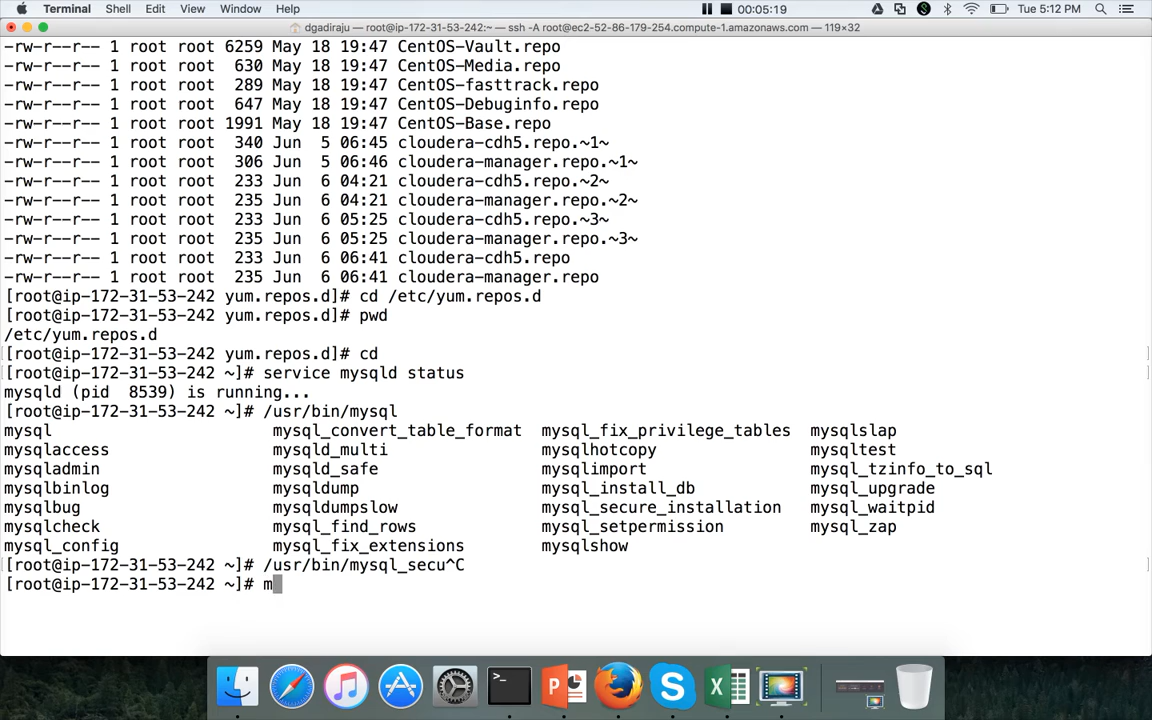 Terminal Shell Edit View Window Help 00:05:19 Tue 5:12 PM
dgadiraju — root@ip-172-31-53-242:~ — ssh -A root@ec2-52-86-179-254.compute-1.amazonaws.com — 119×32
-rw-r--r-- 1 root root 6259 May 18 19:47 CentOS-Vault.repo
-rw-r--r-- 1 root root  630 May 18 19:47 CentOS-Media.repo
-rw-r--r-- 1 root root  289 May 18 19:47 CentOS-fasttrack.repo
-rw-r--r-- 1 root root  647 May 18 19:47 CentOS-Debuginfo.repo
-rw-r--r-- 1 root root 1991 May 18 19:47 CentOS-Base.repo
-rw-r--r-- 1 root root  340 Jun  5 06:45 cloudera-cdh5.repo.~1~
-rw-r--r-- 1 root root  306 Jun  5 06:46 cloudera-manager.repo.~1~
-rw-r--r-- 1 root root  233 Jun  6 04:21 cloudera-cdh5.repo.~2~
-rw-r--r-- 1 root root  235 Jun  6 04:21 cloudera-manager.repo.~2~
-rw-r--r-- 1 root root  233 Jun  6 05:25 cloudera-cdh5.repo.~3~
-rw-r--r-- 1 root root  235 Jun  6 05:25 cloudera-manager.repo.~3~
-rw-r--r-- 1 root root  233 Jun  6 06:41 cloudera-cdh5.repo
-rw-r--r-- 1 root root  235 Jun  6 06:41 cloudera-manager.repo
[root@ip-172-31-53-242 yum.repos.d]# cd /etc/yum.repos.d
[root@ip-172-31-53-242 yum.repos.d]# pwd
/etc/yum.repos.d
[root@ip-172-31-53-242 yum.repos.d]# cd
[root@ip-172-31-53-242 ~]# service mysqld status
mysqld (pid  8539) is running...
[root@ip-172-31-53-242 ~]# /usr/bin/mysql
mysql mysql_convert_table_format mysql_fix_privilege_tables mysqlslap
mysqlaccess mysqld_multi mysqlhotcopy mysqltest
mysqladmin mysqld_safe mysqlimport mysql_tzinfo_to_sql
mysqlbinlog mysqldump mysql_install_db mysql_upgrade
mysqlbug mysqldumpslow mysql_secure_installation mysql_waitpid
mysqlcheck mysql_find_rows mysql_setpermission mysql_zap
mysql_config mysql_fix_extensions mysqlshow
[root@ip-172-31-53-242 ~]# /usr/bin/mysql_secu^C
[root@ip-172-31-53-242 ~]# m